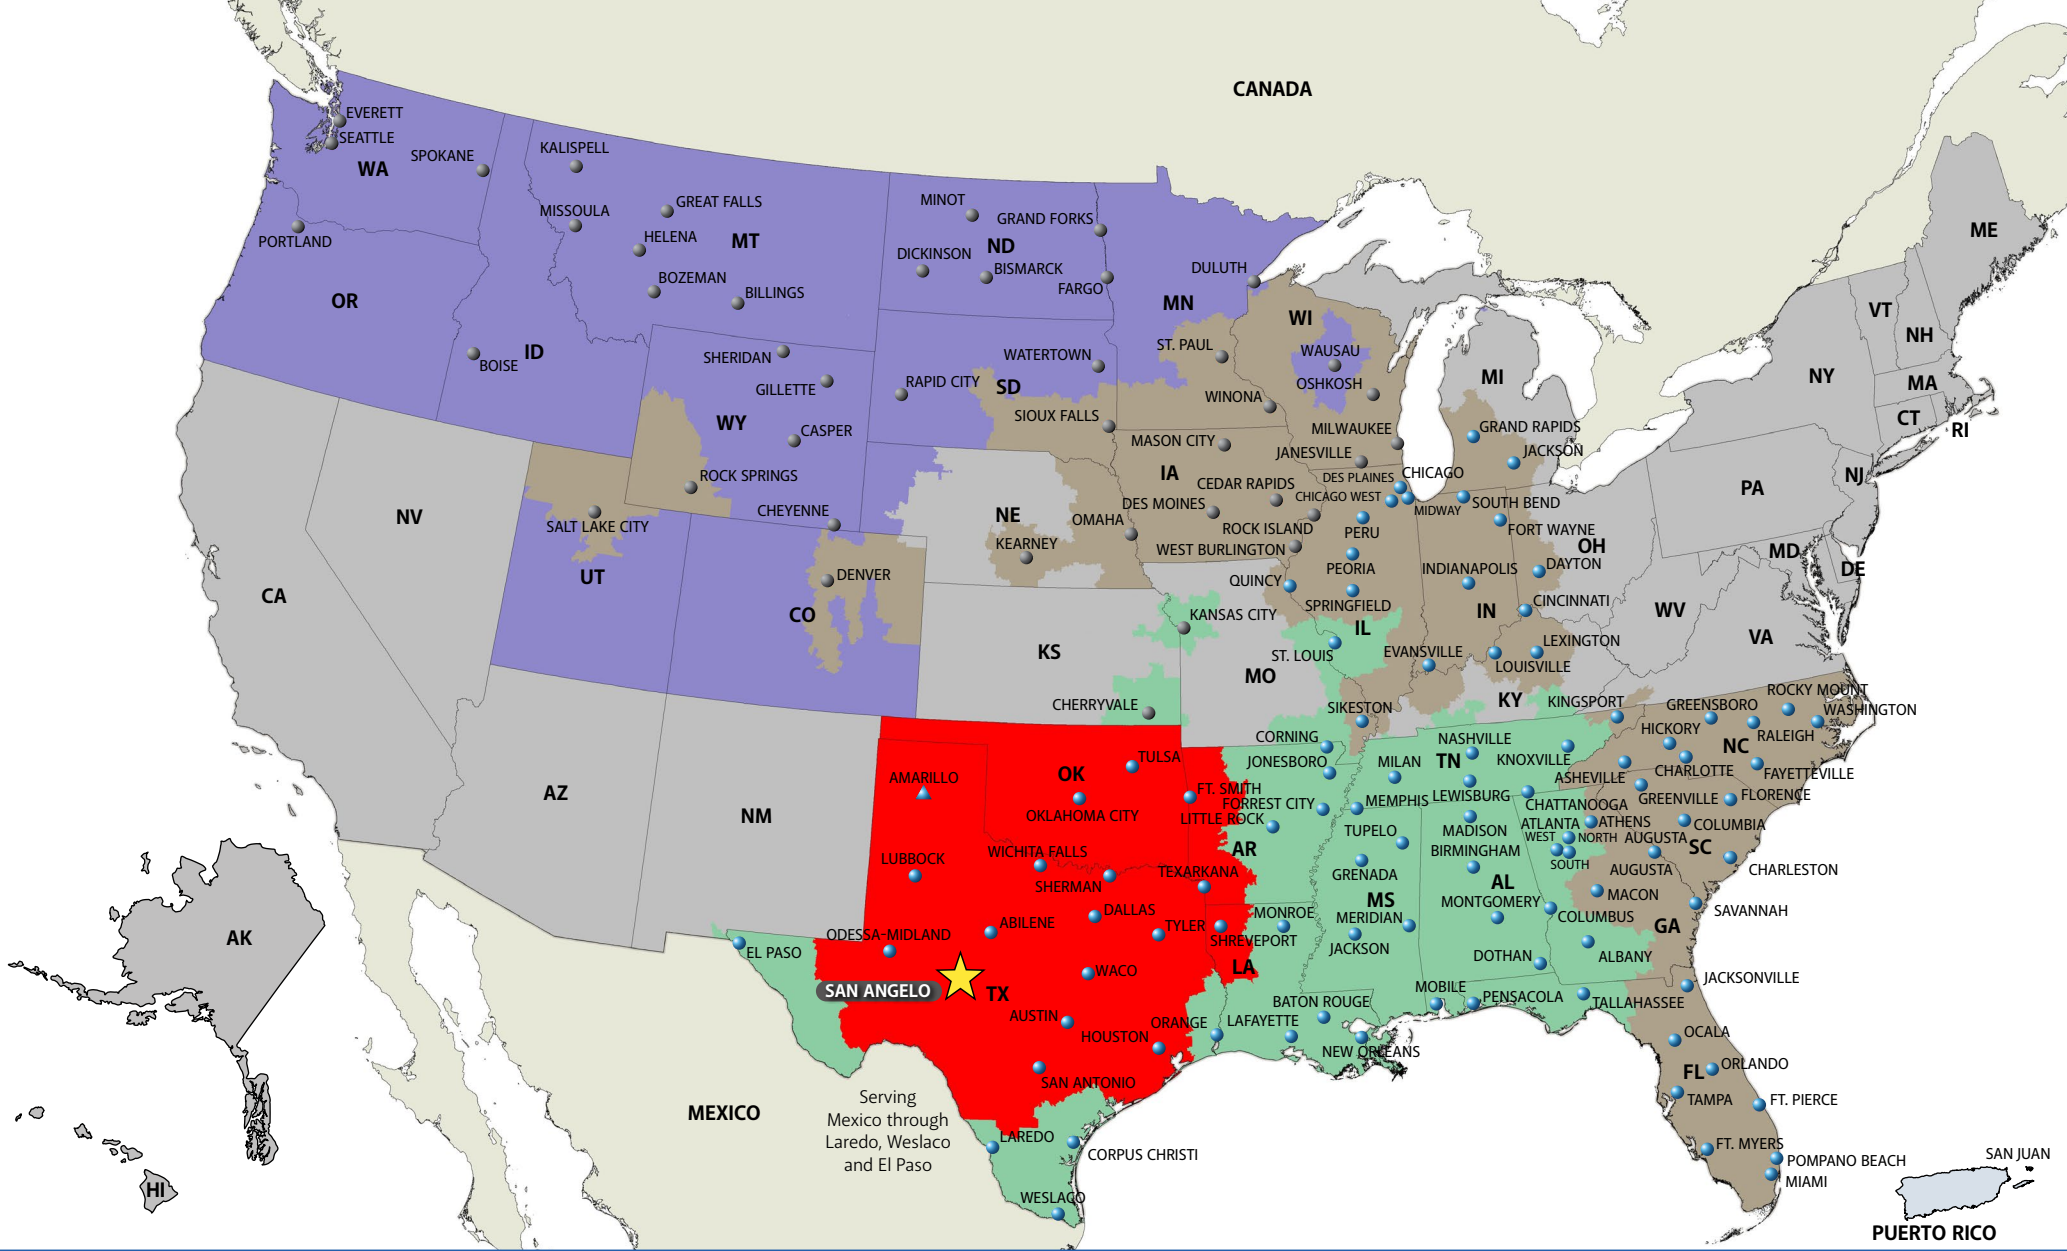 CANADA
EVERETT
SEATTLE
SPOKANE
WA
KALISPELL
MISSOULA
GREAT FALLS
HELENA
MT
BOZEMAN
BILLINGS
PORTLAND
OR
BOISE
ID
MINOT
GRAND FORKS
ND
DICKINSON
BISMARCK
FARGO
DULUTH
MN
WI
ST. PAUL
WAUSAU
OSHKOSH
WINONA
MILWAUKEE
JANESVILLE
SHERIDAN
GILLETTE
WY
CASPER
ROCK SPRINGS
CHEYENNE
WATERTOWN
RAPID CITY
SD
SIOUX FALLS
MASON CITY
IA
CEDAR RAPIDS
DES MOINES
ROCK ISLAND
WEST BURLINGTON
NE
OMAHA
KEARNEY
MI
GRAND RAPIDS
JACKSON
DES PLAINES
CHICAGO
CHICAGO WEST
MIDWAY
SOUTH BEND
FORT WAYNE
OH
PERU
PEORIA
INDIANAPOLIS
DAYTON
QUINCY
SPRINGFIELD
IN
CINCINNATI
IL
LEXINGTON
ST. LOUIS
EVANSVILLE
LOUISVILLE
ME
VT
NH
NY
MA
CT
RI
PA
NJ
MD
DE
WV
VA
NV
CA
SALT LAKE CITY
UT
DENVER
CO
KS
KANSAS CITY
MO
CHERRYVALE
KY
SIKESTON
KINGSPORT
ROCKY MOUNT
GREENSBORO
WASHINGTON
HICKORY
RALEIGH
NC
CHARLOTTE
FAYETTEVILLE
ASHEVILLE
GREENVILLE
FLORENCE
COLUMBIA
SC
CHARLESTON
AZ
NM
AMARILLO
OK
TULSA
OKLAHOMA CITY
FT. SMITH
LUBBOCK
WICHITA FALLS
SHERMAN
TEXARKANA
ABILENE
DALLAS
TYLER
SHREVEPORT
ODESSA-MIDLAND
WACO
SAN ANGELO
TX
AUSTIN
HOUSTON
ORANGE
SAN ANTONIO
EL PASO
CORNING
JONESBORO
FORREST CITY
LITTLE ROCK
AR
MONROE
LA
MILAN
NASHVILLE
TN
KNOXVILLE
MEMPHIS
LEWISBURG
CHATTANOOGA
TUPELO
MADISON
ATLANTA
WEST
NORTH
SOUTH
ATHENS
AUGUSTA
AUGUSTA
BIRMINGHAM
GRENADA
MS
AL
MACON
MERIDIAN
MONTGOMERY
COLUMBUS
SAVANNAH
GA
JACKSON
DOTHAN
ALBANY
MOBILE
PENSACOLA
TALLAHASSEE
JACKSONVILLE
BATON ROUGE
LAFAYETTE
NEW ORLEANS
OCALA
ORLANDO
FL
TAMPA
FT. PIERCE
FT. MYERS
POMPANO BEACH
MIAMI
AK
HI
MEXICO
Serving
Mexico through
Laredo, Weslaco
and El Paso
LAREDO
CORPUS CHRISTI
WESLACO
SAN JUAN
PUERTO RICO